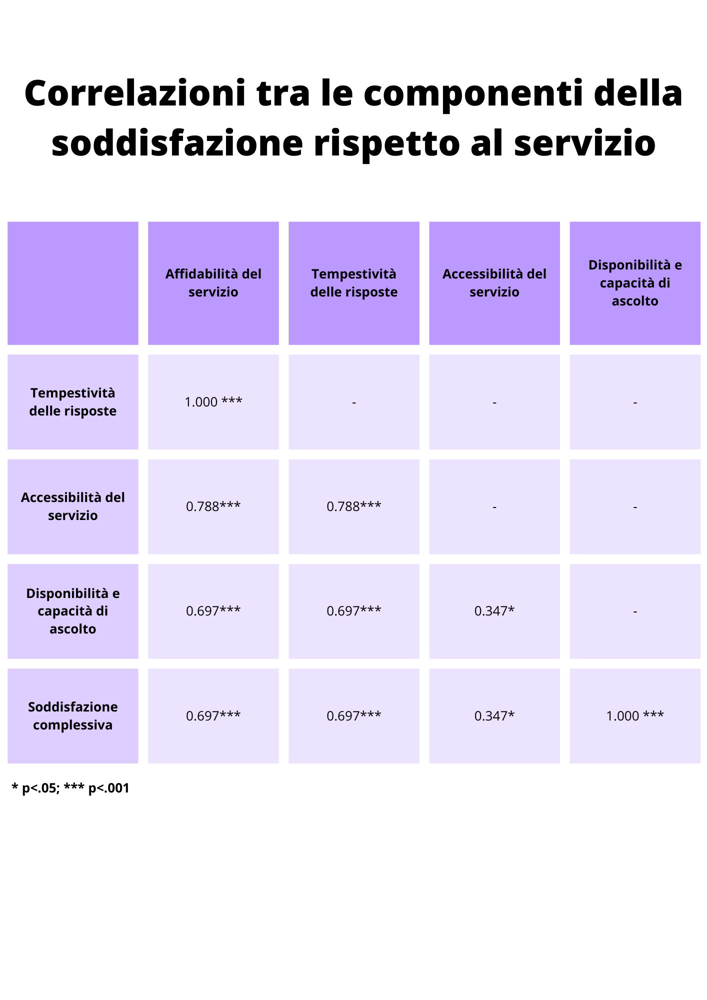 Correlazioni tra le componenti della
soddisfazione rispetto al servizio
Affidabilità del
servizio
Tempestività
delle risposte
Accessibilità del
servizio
Disponibilità e
capacità di
ascolto
Tempestività
delle risposte
1.000 ***
-
-
-
Accessibilità del
servizio
0.788***
0.788***
-
-
Disponibilità e
capacità di
ascolto
0.697***
0.697***
0.347*
-
Soddisfazione
complessiva
0.697***
0.697***
0.347*
1.000 ***
* p<.05; *** p<.001